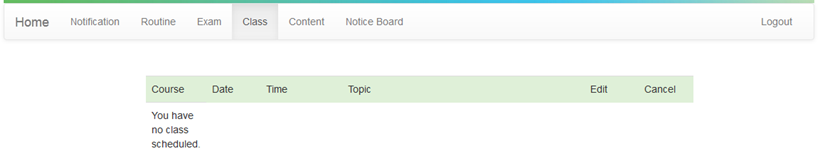 Home Notification Routine Exam Class Content Notice Board Logout
Course Date Time Topic Edit Cancel
You have
no class
scheduled.